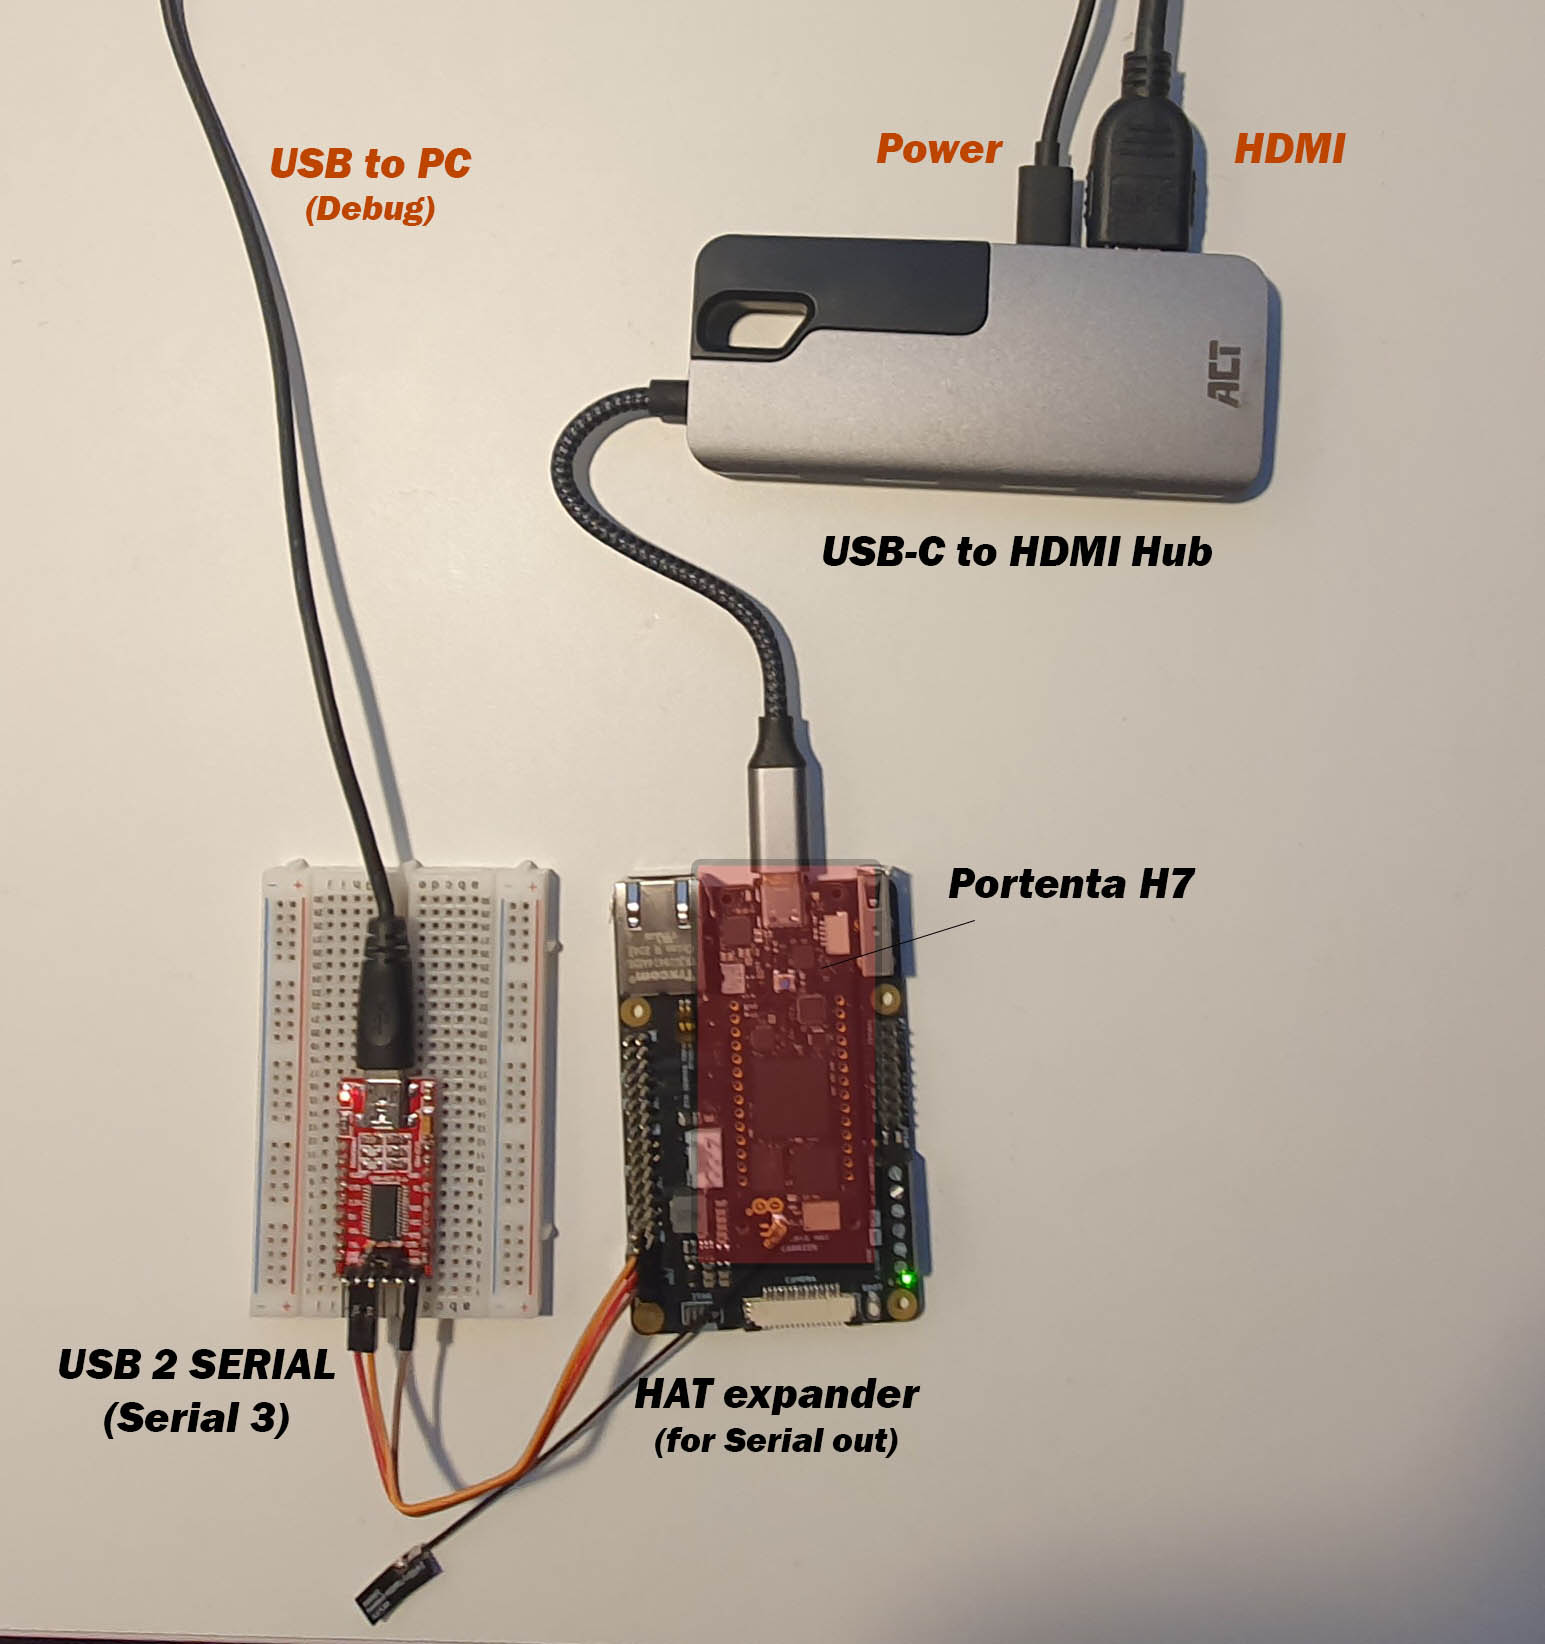 USB to PC
(Debug)
Power
HDMI
ACT
USB-C to HDMI Hub
Portenta H7
USB 2 SERIAL
(Serial 3)
HAT expander
(for Serial out)